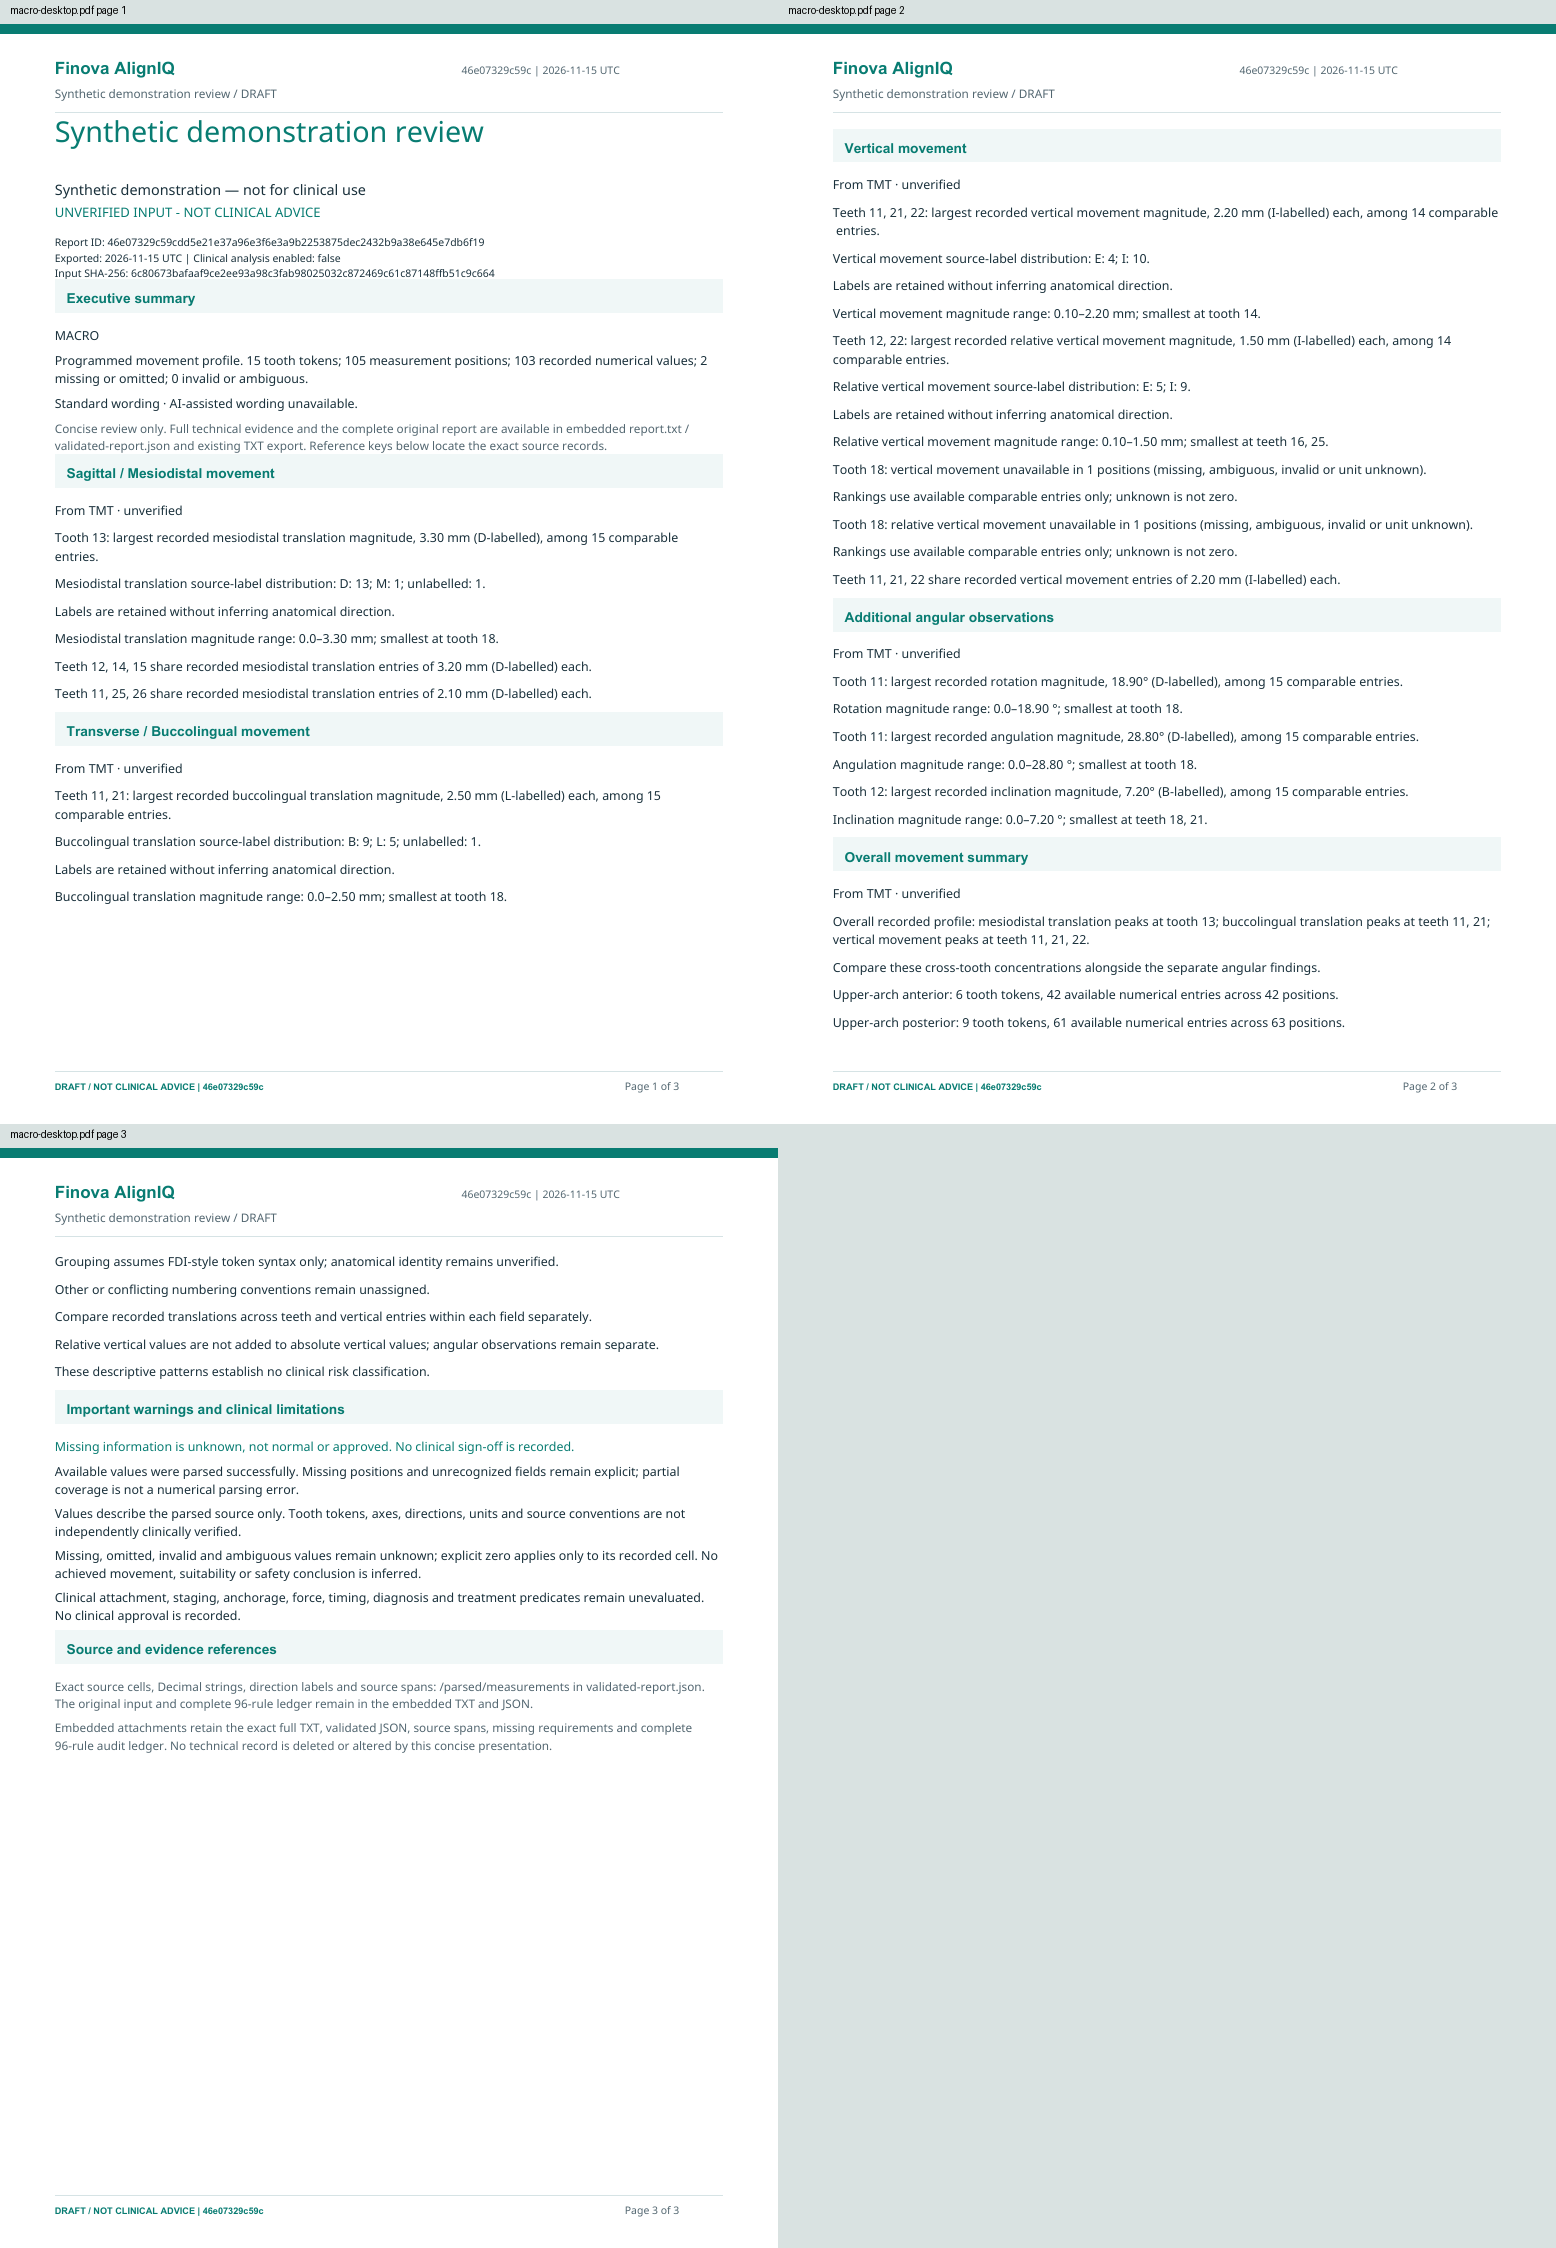 macro-desktop.pdf page 1
Finova AlignIQ
46e07329c59c | 2026-11-15 UTC
Synthetic demonstration review / DRAFT
Synthetic demonstration review
Synthetic demonstration — not for clinical use
UNVERIFIED INPUT - NOT CLINICAL ADVICE
Report ID: 46e07329c59cdd5e21e37a96e3f6e3a9b2253875dec2432b9a38e645e7db6f19
Exported: 2026-11-15 UTC | Clinical analysis enabled: false
Input SHA-256: 6c80673bafaaf9ce2ee93a98c3fab98025032c872469c61c87148ffb51c9c664
Executive summary
MACRO
Programmed movement profile. 15 tooth tokens; 105 measurement positions; 103 recorded numerical values; 2
missing or omitted; 0 invalid or ambiguous.
Standard wording · AI-assisted wording unavailable.
Concise review only. Full technical evidence and the complete original report are available in embedded report.txt /
validated-report.json and existing TXT export. Reference keys below locate the exact source records.
Sagittal / Mesiodistal movement
From TMT · unverified
Tooth 13: largest recorded mesiodistal translation magnitude, 3.30 mm (D-labelled), among 15 comparable
entries.
Mesiodistal translation source-label distribution: D: 13; M: 1; unlabelled: 1.
Labels are retained without inferring anatomical direction.
Mesiodistal translation magnitude range: 0.0–3.30 mm; smallest at tooth 18.
Teeth 12, 14, 15 share recorded mesiodistal translation entries of 3.20 mm (D-labelled) each.
Teeth 11, 25, 26 share recorded mesiodistal translation entries of 2.10 mm (D-labelled) each.
Transverse / Buccolingual movement
From TMT · unverified
Teeth 11, 21: largest recorded buccolingual translation magnitude, 2.50 mm (L-labelled) each, among 15
comparable entries.
Buccolingual translation source-label distribution: B: 9; L: 5; unlabelled: 1.
Labels are retained without inferring anatomical direction.
Buccolingual translation magnitude range: 0.0–2.50 mm; smallest at tooth 18.
DRAFT / NOT CLINICAL ADVICE | 46e07329c59c
Page 1 of 3
macro-desktop.pdf page 2
Finova AlignIQ
46e07329c59c | 2026-11-15 UTC
Synthetic demonstration review / DRAFT
Vertical movement
From TMT · unverified
Teeth 11, 21, 22: largest recorded vertical movement magnitude, 2.20 mm (I-labelled) each, among 14 comparable
entries.
Vertical movement source-label distribution: E: 4; I: 10.
Labels are retained without inferring anatomical direction.
Vertical movement magnitude range: 0.10–2.20 mm; smallest at tooth 14.
Teeth 12, 22: largest recorded relative vertical movement magnitude, 1.50 mm (I-labelled) each, among 14
comparable entries.
Relative vertical movement source-label distribution: E: 5; I: 9.
Labels are retained without inferring anatomical direction.
Relative vertical movement magnitude range: 0.10–1.50 mm; smallest at teeth 16, 25.
Tooth 18: vertical movement unavailable in 1 positions (missing, ambiguous, invalid or unit unknown).
Rankings use available comparable entries only; unknown is not zero.
Tooth 18: relative vertical movement unavailable in 1 positions (missing, ambiguous, invalid or unit unknown).
Rankings use available comparable entries only; unknown is not zero.
Teeth 11, 21, 22 share recorded vertical movement entries of 2.20 mm (I-labelled) each.
Additional angular observations
From TMT · unverified
Tooth 11: largest recorded rotation magnitude, 18.90° (D-labelled), among 15 comparable entries.
Rotation magnitude range: 0.0–18.90 °; smallest at tooth 18.
Tooth 11: largest recorded angulation magnitude, 28.80° (D-labelled), among 15 comparable entries.
Angulation magnitude range: 0.0–28.80 °; smallest at tooth 18.
Tooth 12: largest recorded inclination magnitude, 7.20° (B-labelled), among 15 comparable entries.
Inclination magnitude range: 0.0–7.20 °; smallest at teeth 18, 21.
Overall movement summary
From TMT · unverified
Overall recorded profile: mesiodistal translation peaks at tooth 13; buccolingual translation peaks at teeth 11, 21;
vertical movement peaks at teeth 11, 21, 22.
Compare these cross-tooth concentrations alongside the separate angular findings.
Upper-arch anterior: 6 tooth tokens, 42 available numerical entries across 42 positions.
Upper-arch posterior: 9 tooth tokens, 61 available numerical entries across 63 positions.
DRAFT / NOT CLINICAL ADVICE | 46e07329c59c
Page 2 of 3
macro-desktop.pdf page 3
Finova AlignIQ
46e07329c59c | 2026-11-15 UTC
Synthetic demonstration review / DRAFT
Grouping assumes FDI-style token syntax only; anatomical identity remains unverified.
Other or conflicting numbering conventions remain unassigned.
Compare recorded translations across teeth and vertical entries within each field separately.
Relative vertical values are not added to absolute vertical values; angular observations remain separate.
These descriptive patterns establish no clinical risk classification.
Important warnings and clinical limitations
Missing information is unknown, not normal or approved. No clinical sign-off is recorded.
Available values were parsed successfully. Missing positions and unrecognized fields remain explicit; partial
coverage is not a numerical parsing error.
Values describe the parsed source only. Tooth tokens, axes, directions, units and source conventions are not
independently clinically verified.
Missing, omitted, invalid and ambiguous values remain unknown; explicit zero applies only to its recorded cell. No
achieved movement, suitability or safety conclusion is inferred.
Clinical attachment, staging, anchorage, force, timing, diagnosis and treatment predicates remain unevaluated.
No clinical approval is recorded.
Source and evidence references
Exact source cells, Decimal strings, direction labels and source spans: /parsed/measurements in validated-report.json.
The original input and complete 96-rule ledger remain in the embedded TXT and JSON.
Embedded attachments retain the exact full TXT, validated JSON, source spans, missing requirements and complete
96-rule audit ledger. No technical record is deleted or altered by this concise presentation.
DRAFT / NOT CLINICAL ADVICE | 46e07329c59c
Page 3 of 3